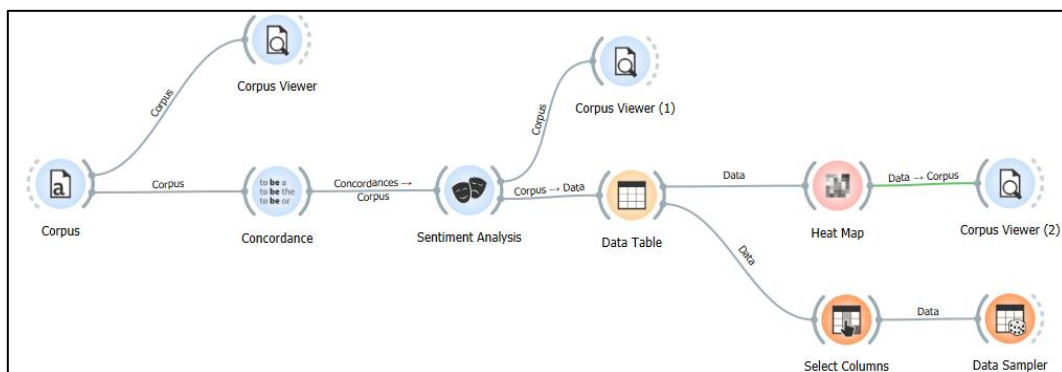 Corpus Viewer
Corpus Viewer (1)
Corpus
Corpus
Corpus
a
Corpus
to be a
to be the
to be or
Concordance
Concordances →
Corpus
Sentiment Analysis
Corpus → Data
Data Table
Data
Heat Map
Data → Corpus
Corpus Viewer (2)
Data
Select Columns
Data
Data Sampler